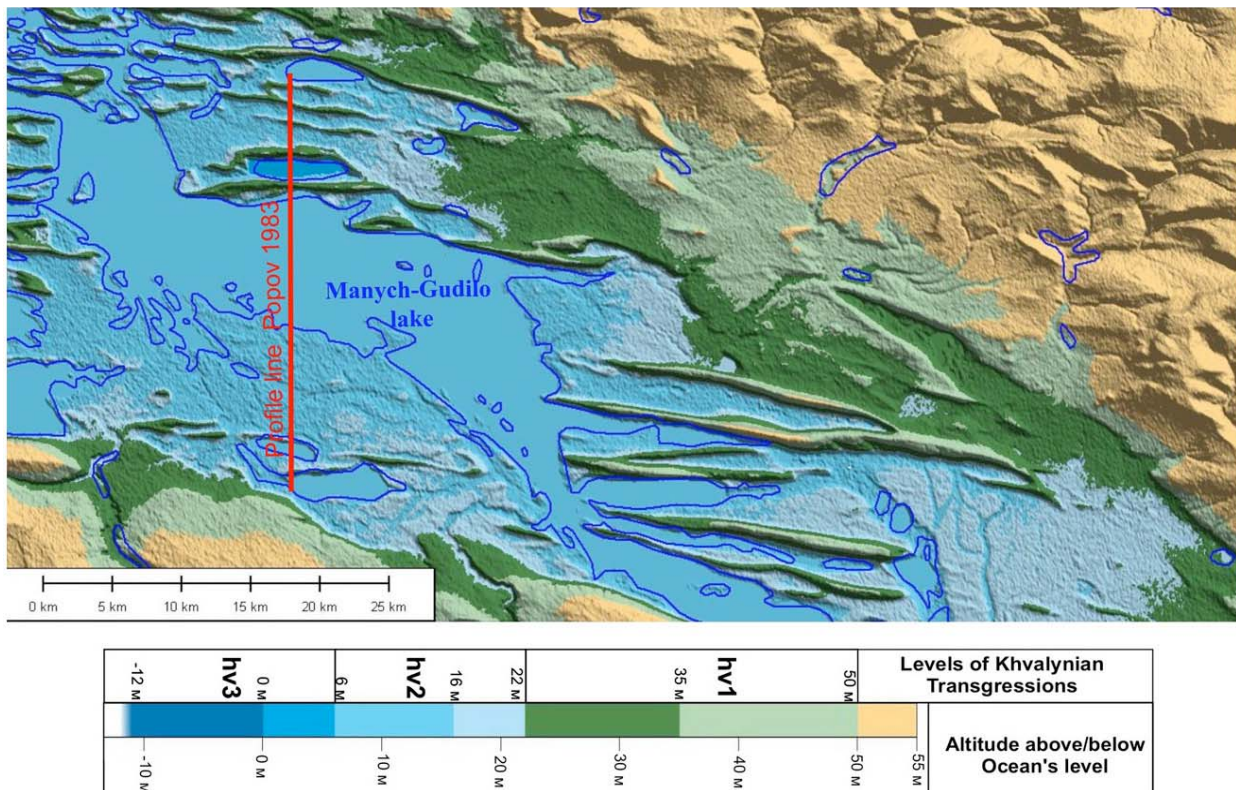 Profile line Popov 1983
Manych-Gudilo
lake
0 km 5 km 10 km 15 km 20 km 25 km
-12 м hv3 0 м 6 м hv2 16 м 22 м hv1 35 м 50 м
Levels of Khvalynian
Transgressions
-10 м 0 м 10 м 20 м 30 м 40 м 50 м 55 м
Altitude above/below
Ocean's level